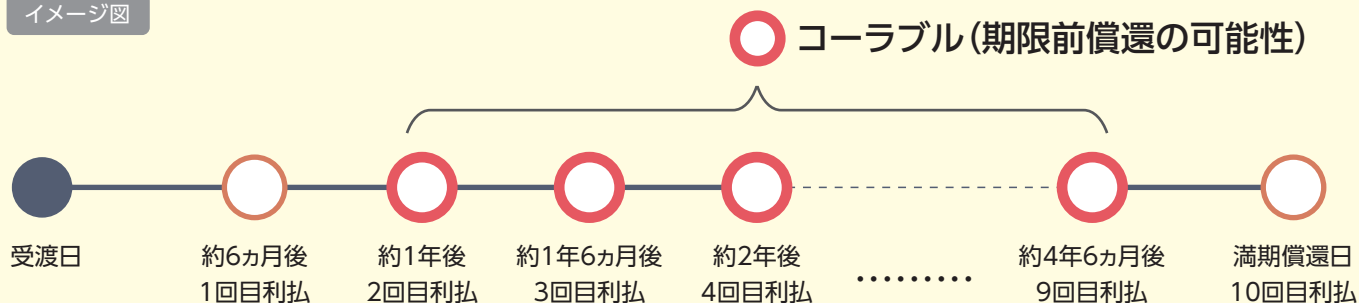 イメージ図
コーラブル（期限前償還の可能性）
受渡日
約6ヵ月後
1回目利払
約1年後
2回目利払
約1年6ヵ月後
3回目利払
約2年後
4回目利払
………
約4年6ヵ月後
9回目利払
満期償還日
10回目利払